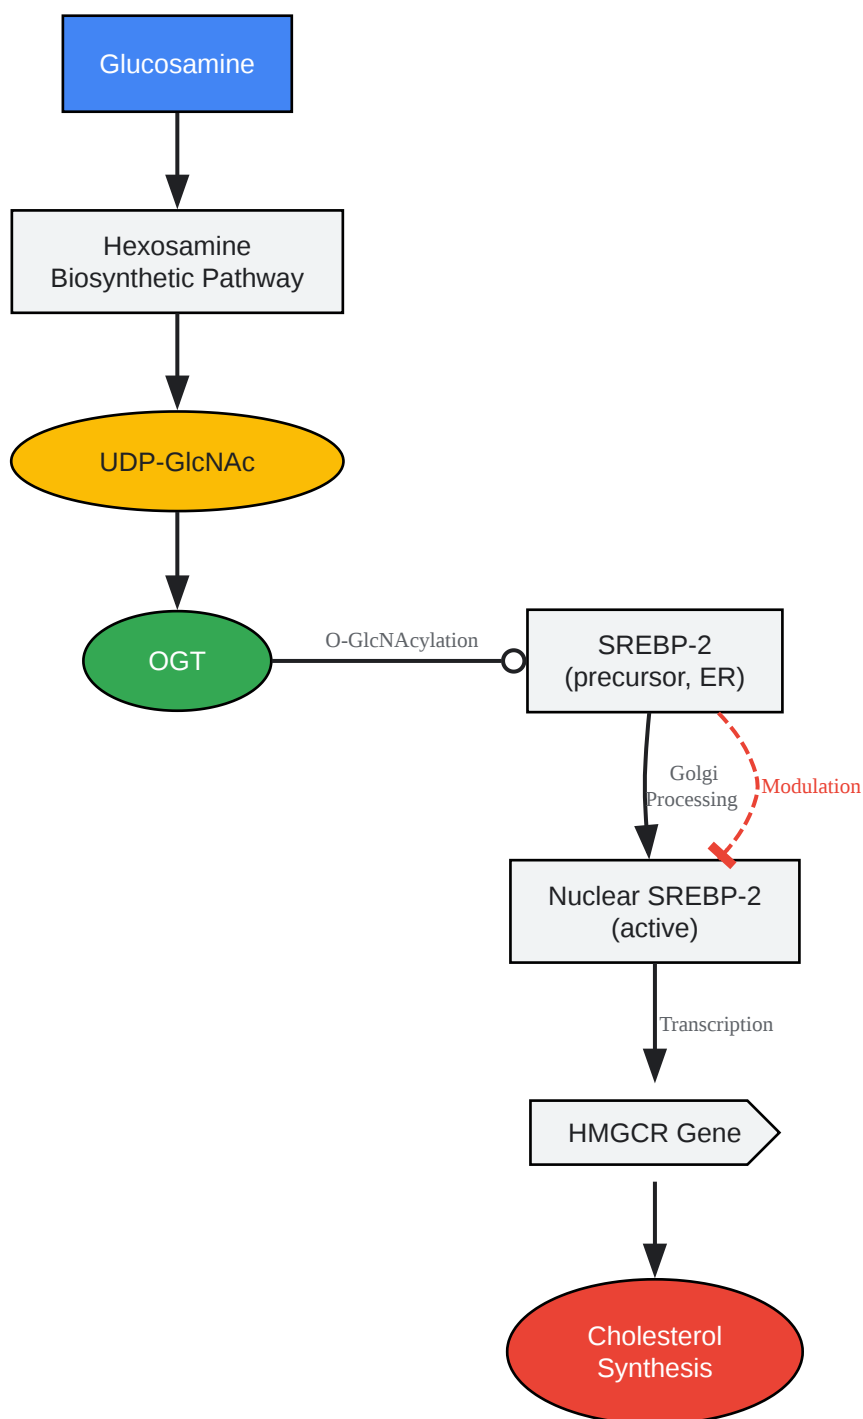 Glucosamine
Hexosamine
Biosynthetic Pathway
UDP-GlcNAc
OGT
O-GlcNAcylation
SREBP-2
(precursor, ER)
Golgi
Processing
Modulation
Nuclear SREBP-2
(active)
Transcription
HMGCR Gene
Cholesterol
Synthesis